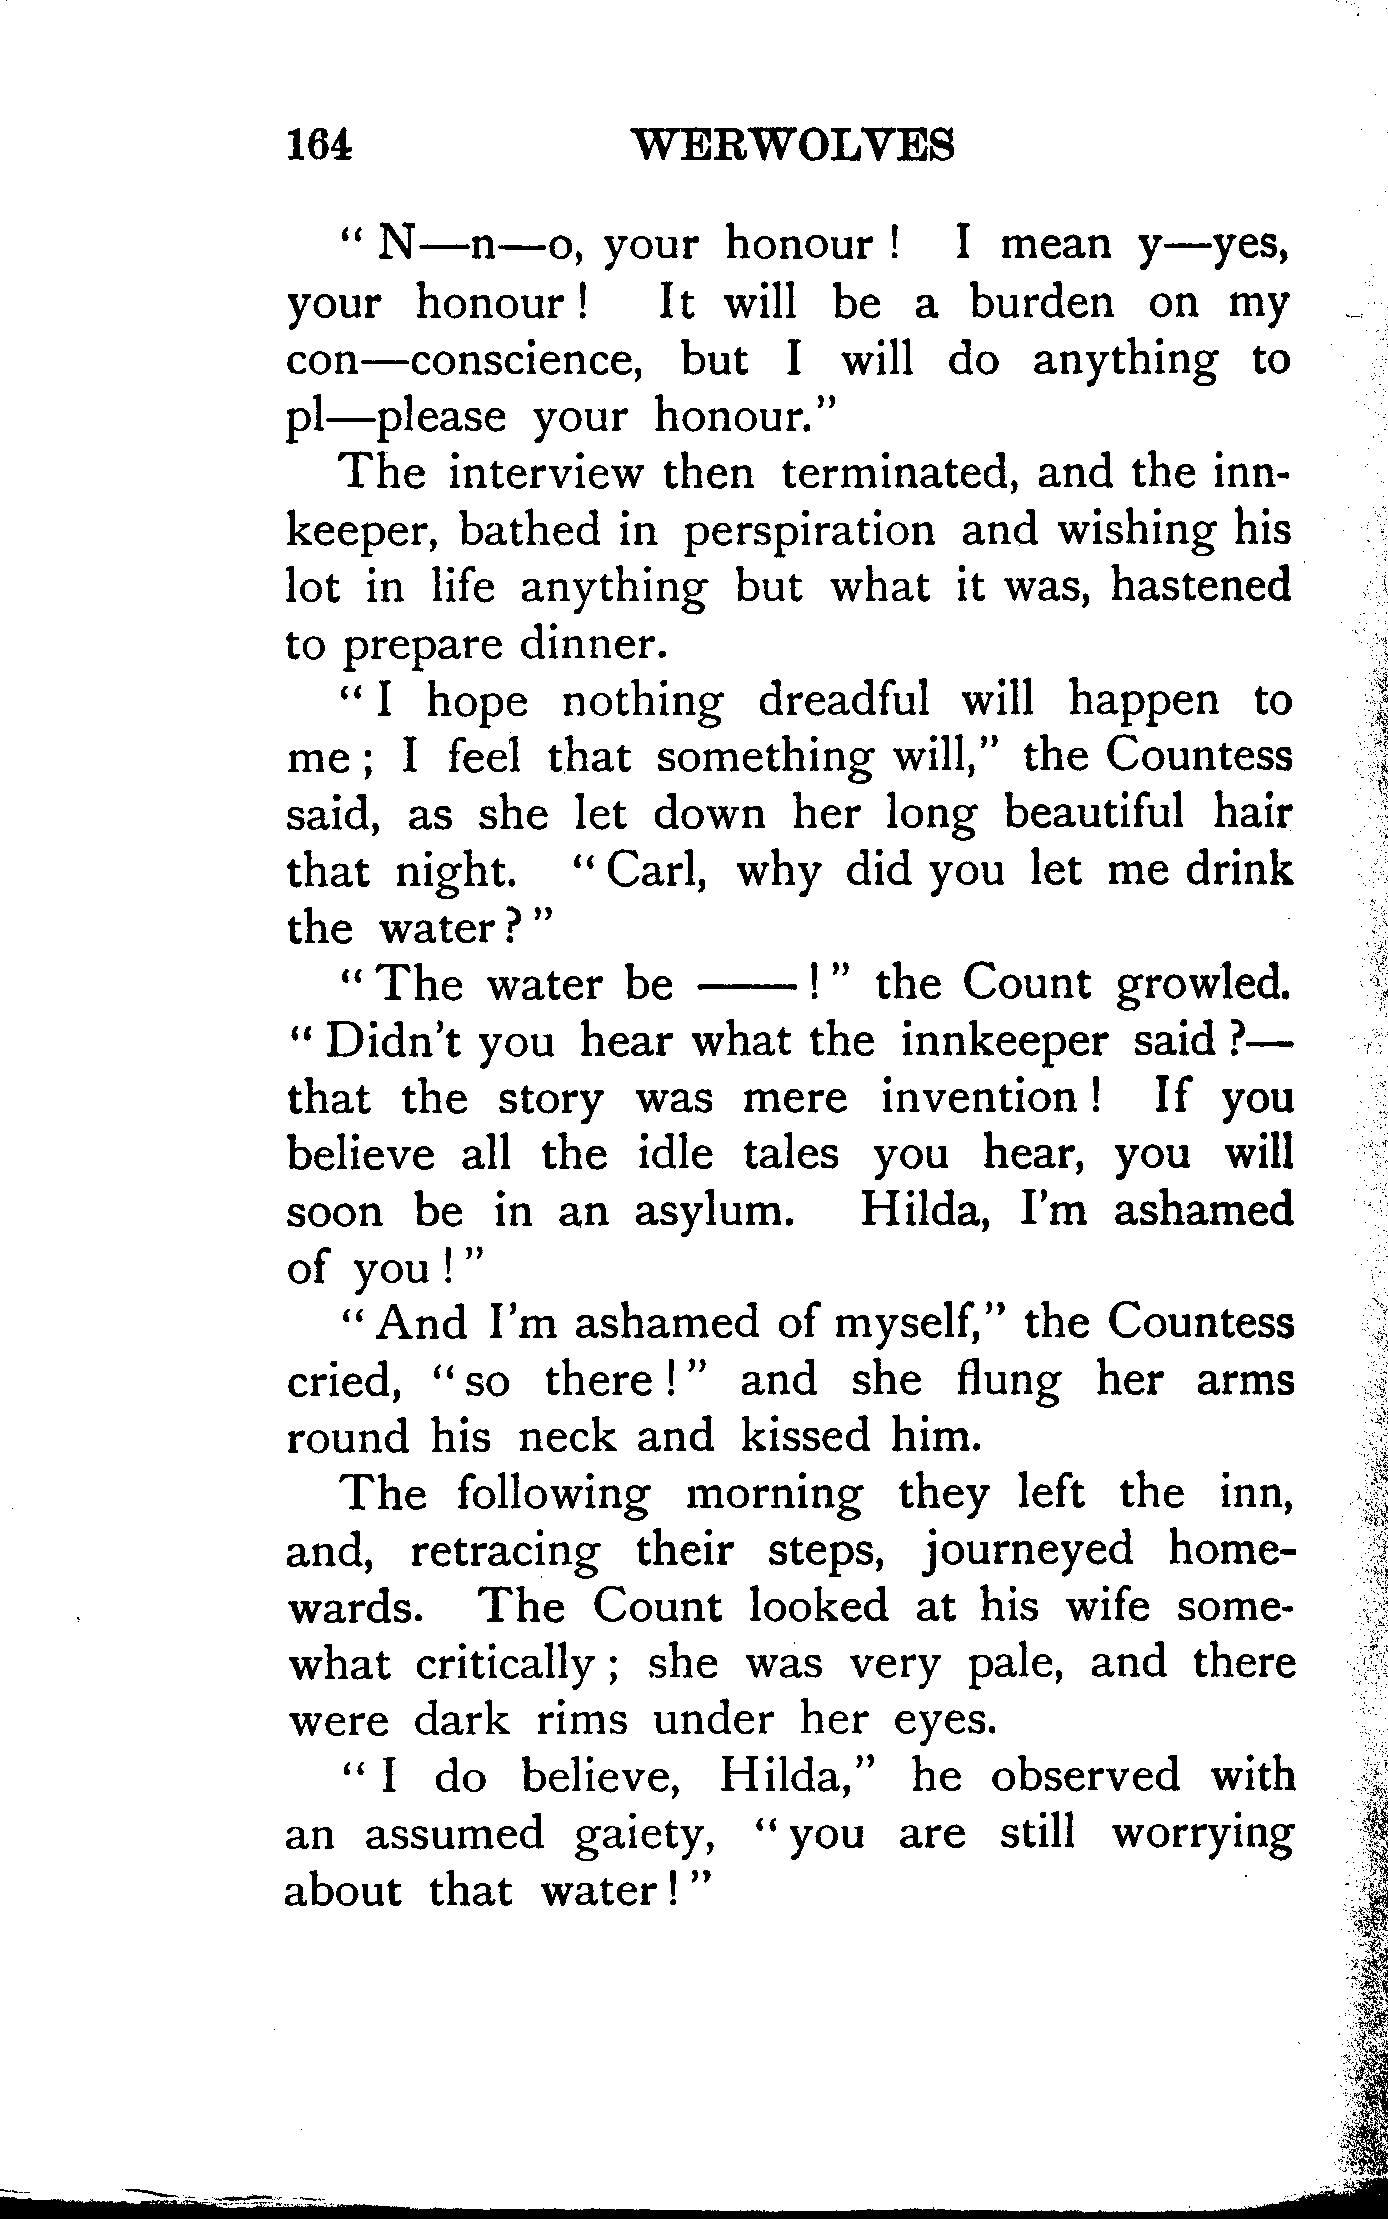 164 WERWOLVES
" N—n—o, your honour ! I mean y—yes,
your honour ! It will be a burden on my
con—conscience, but I will do anything to
pl—please your honour."
The interview then terminated, and the inn-
keeper, bathed in perspiration and wishing his
lot in life anything but what it was, hastened
to prepare dinner.
" I hope nothing dreadful will happen to
me ; I feel that something will," the Countess
said, as she let down her long beautiful hair
that night. " Carl, why did you let me drink
the water ? "
" The water be —— ! " the Count growled.
" Didn't you hear what the innkeeper said ?—
that the story was mere invention ! If you
believe all the idle tales you hear, you will
soon be in an asylum. Hilda, I'm ashamed
of you ! "
" And I'm ashamed of myself," the Countess
cried, " so there ! " and she flung her arms
round his neck and kissed him.
The following morning they left the inn,
and, retracing their steps, journeyed home-
wards. The Count looked at his wife some-
what critically ; she was very pale, and there
were dark rims under her eyes.
" I do believe, Hilda," he observed with
an assumed gaiety, " you are still worrying
about that water ! "